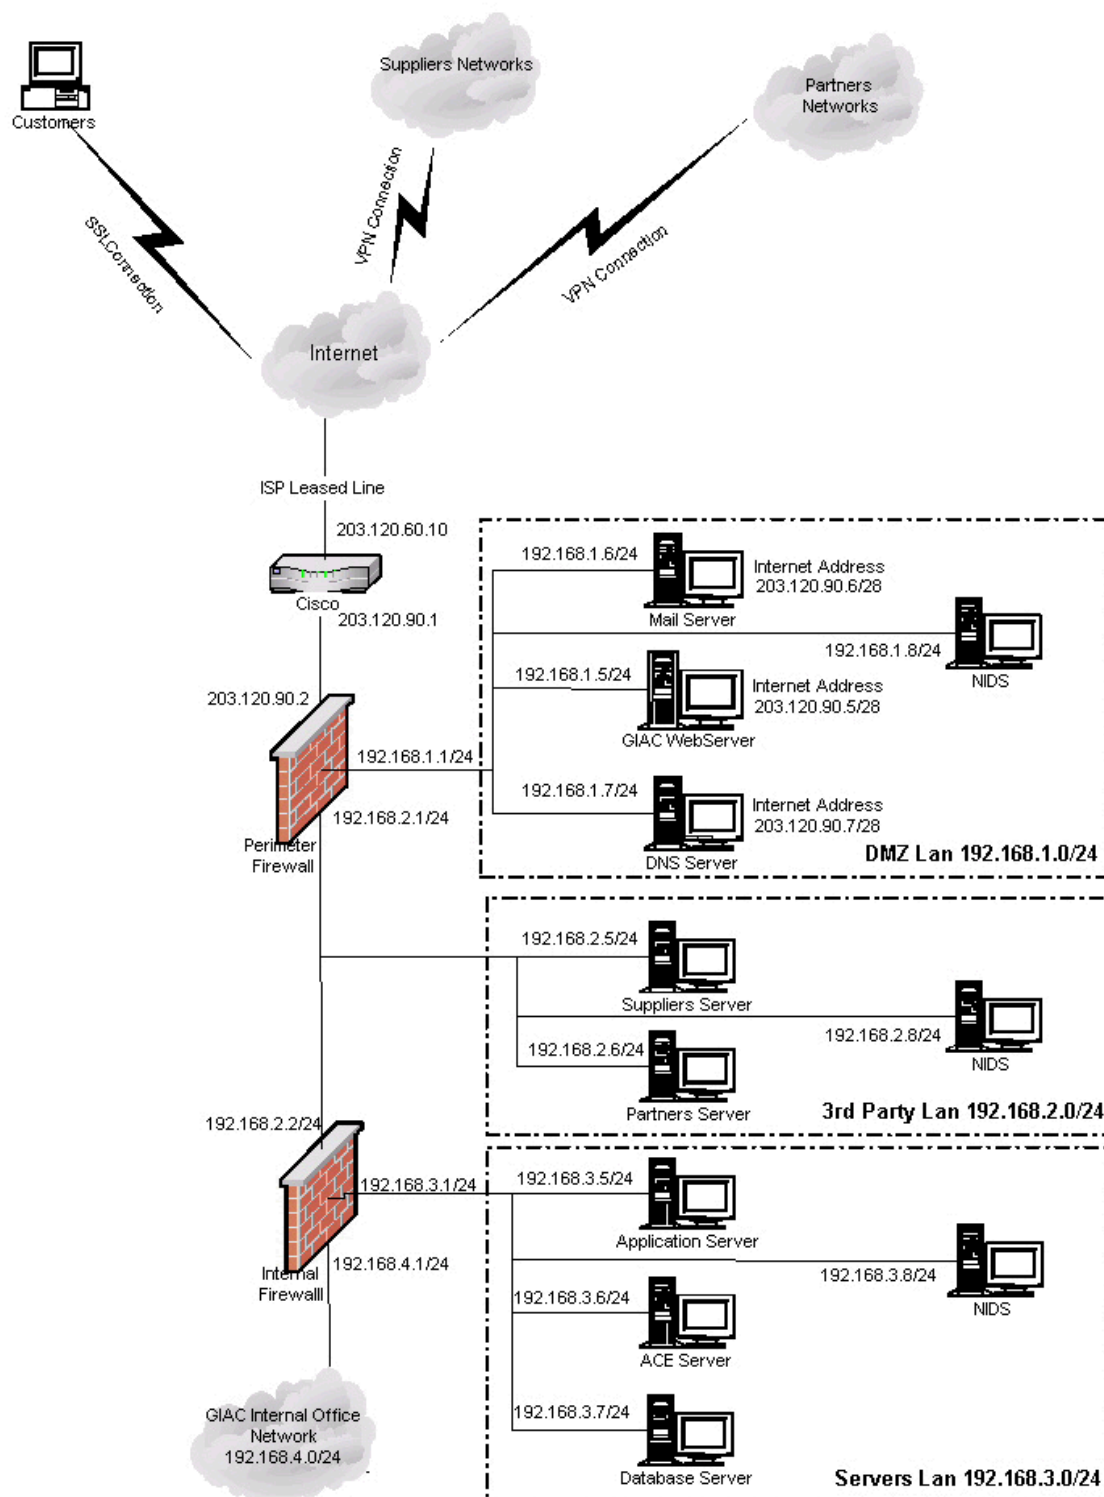 Suppliers Networks
Partners
Networks
Customers
SSLConnection
VPN Connection
VPN Connection
Internet
ISP Leased Line
203.120.60.10
Cisco
203.120.90.1
203.120.90.2
192.168.1.1/24
192.168.2.1/24
Perimeter
Firewall
192.168.1.6/24
Internet Address
203.120.90.6/28
Mail Server
192.168.1.8/24
NIDS
192.168.1.5/24
Internet Address
203.120.90.5/28
GIAC WebServer
192.168.1.7/24
Internet Address
203.120.90.7/28
DNS Server
DMZ Lan 192.168.1.0/24
192.168.2.5/24
Suppliers Server
192.168.2.8/24
NIDS
192.168.2.6/24
Partners Server
3rd Party Lan 192.168.2.0/24
192.168.2.2/24
192.168.3.1/24
192.168.4.1/24
Internal
Firewalll
192.168.3.5/24
Application Server
192.168.3.8/24
NIDS
192.168.3.6/24
ACE Server
192.168.3.7/24
Database Server
Servers Lan 192.168.3.0/24
GIAC Internal Office
Network
192.168.4.0/24